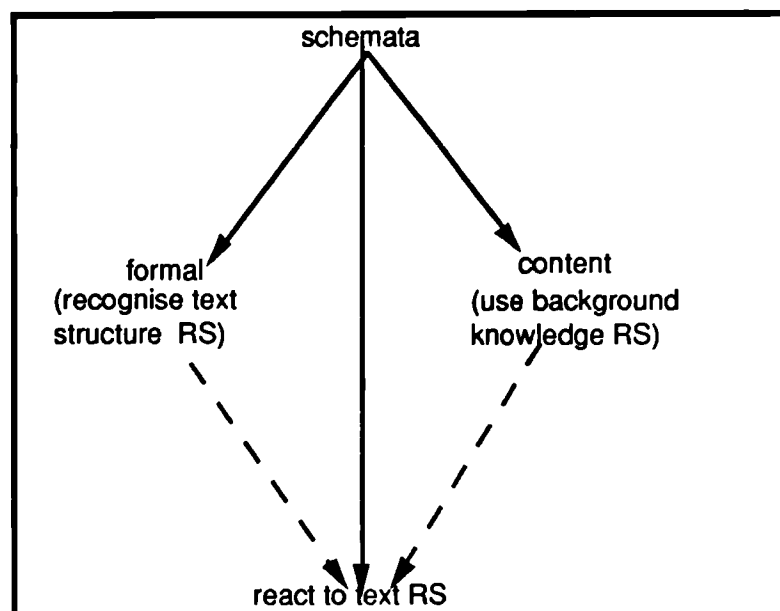 schemata
formal
(recognise text
structure RS)
content
(use background
knowledge RS)
react to text RS